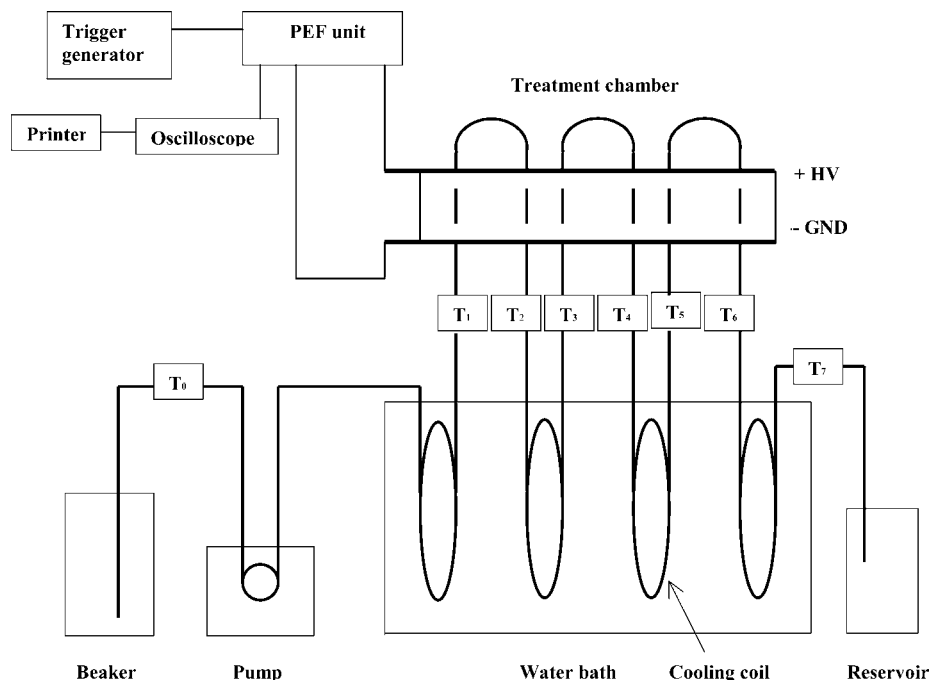 Trigger
generator
PEF unit
Printer
Oscilloscope
Treatment chamber
+ HV
- GND
T1
T2
T3
T4
T5
T6
T0
T7
Beaker
Pump
Water bath
Cooling coil
Reservoir